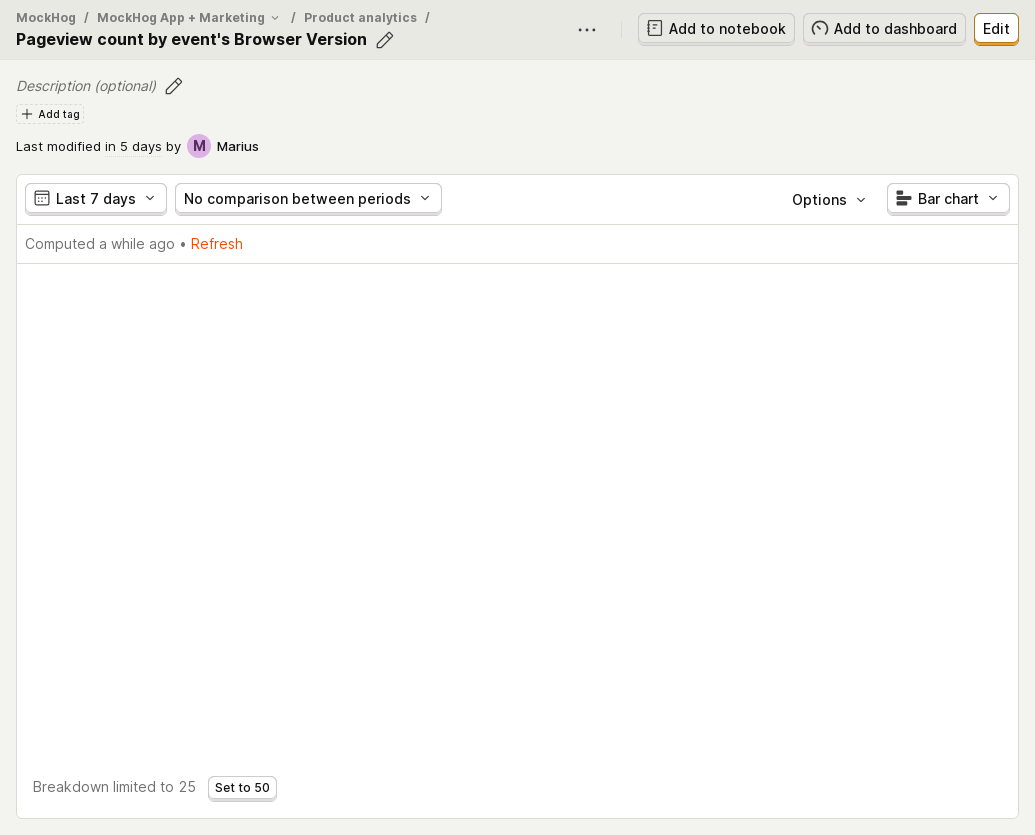 MockHog / MockHog App + Marketing / Product analytics /
Pageview count by event's Browser Version
Add to notebook
Add to dashboard
Edit
Description (optional)
Add tag
Last modified in 5 days by M Marius
Last 7 days
No comparison between periods
Options
Bar chart
Computed a while ago • Refresh
Breakdown limited to 25
Set to 50